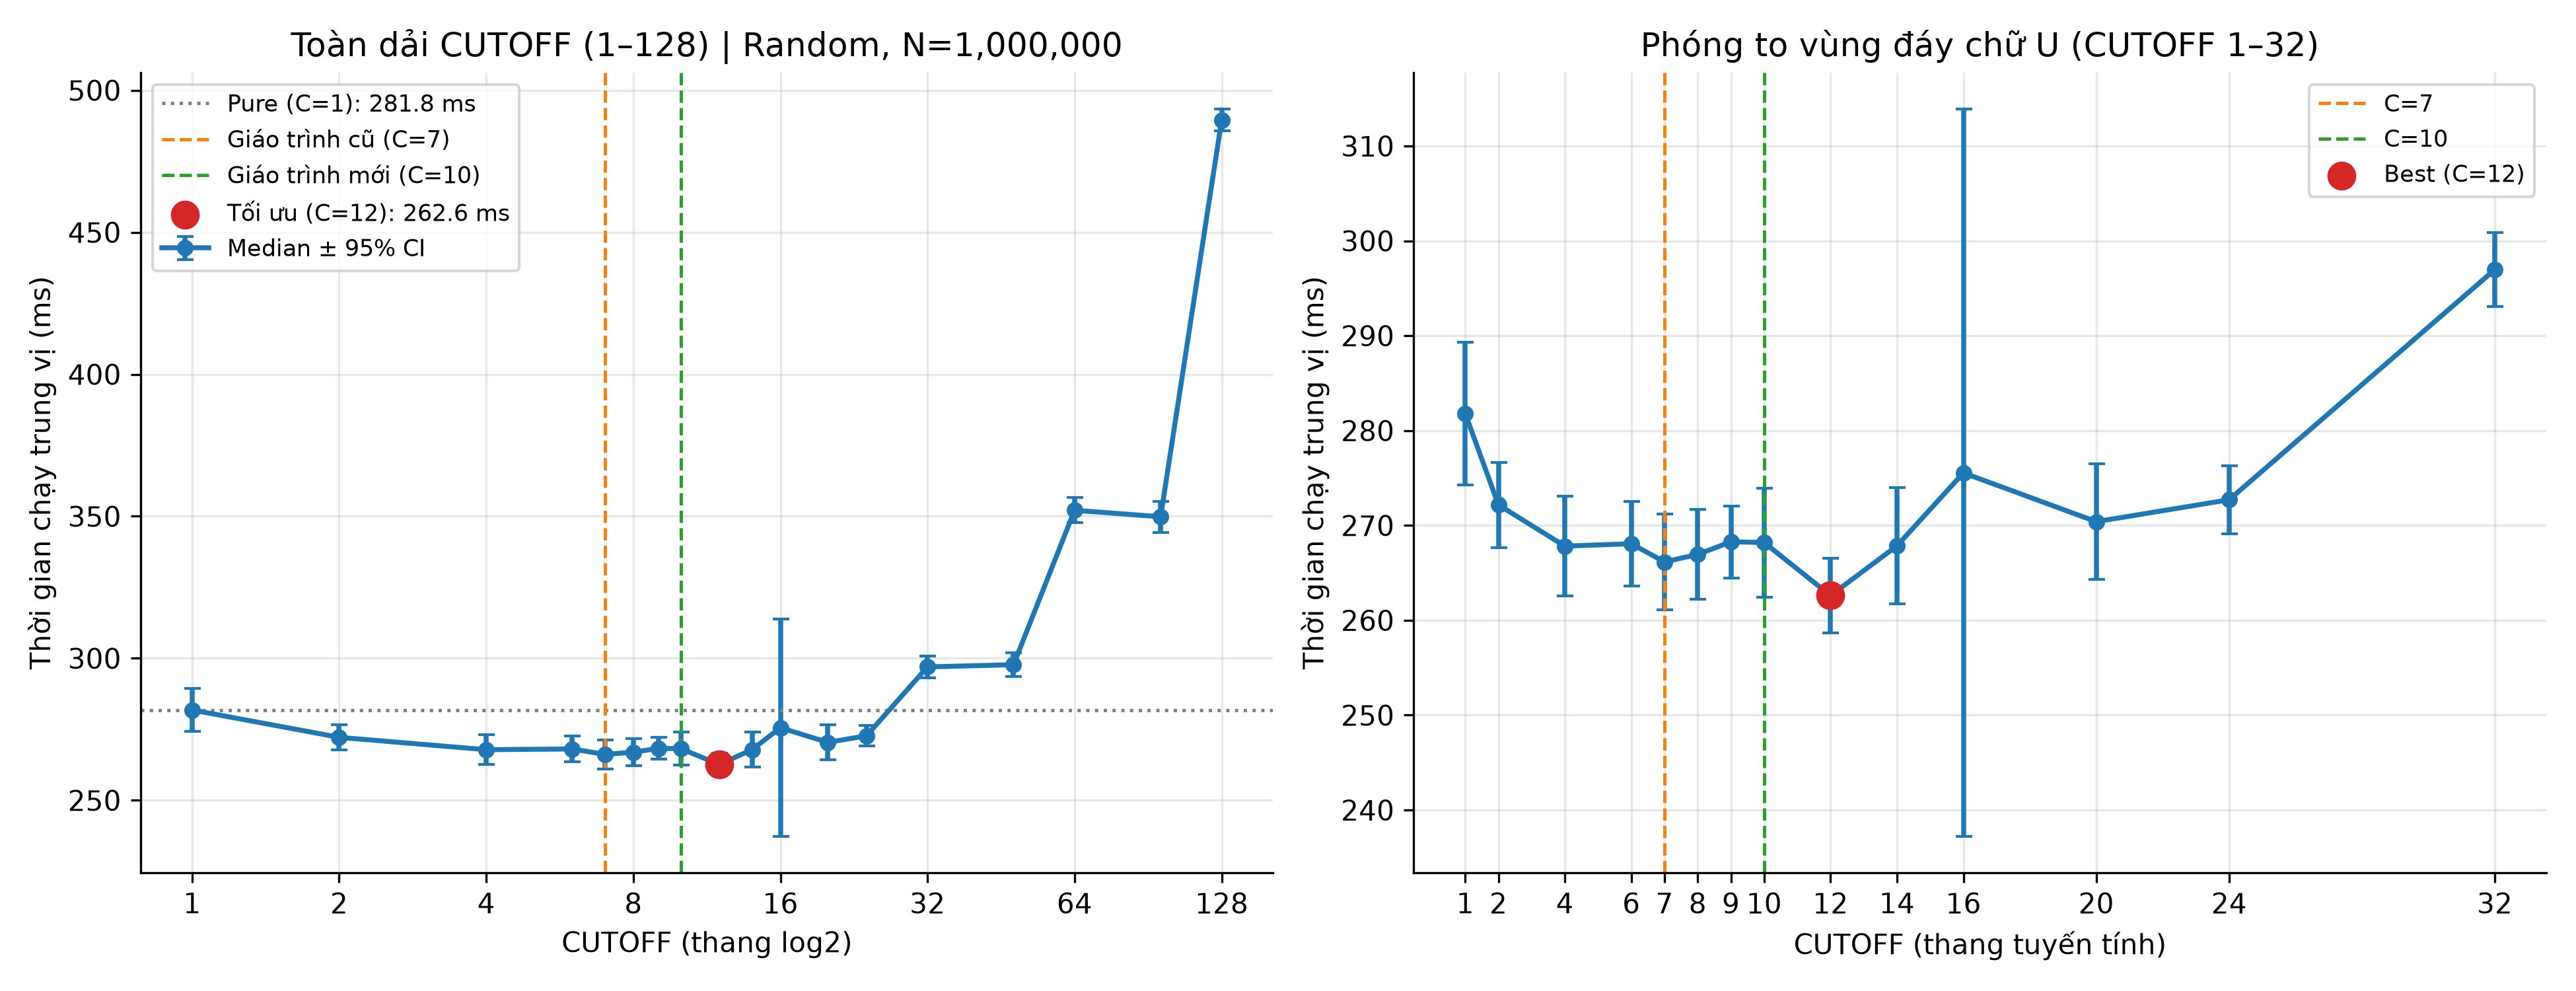 Toàn dải CUTOFF (1–128) | Random, N=1,000,000
500
450
400
350
300
250
Thời gian chạy trung vị (ms)
Pure (C=1): 281.8 ms
Giáo trình cũ (C=7)
Giáo trình mới (C=10)
Tối ưu (C=12): 262.6 ms
Median ± 95% CI
1 2 4 8 16 32 64 128
CUTOFF (thang log2)
Phóng to vùng đáy chữ U (CUTOFF 1–32)
310
300
290
280
270
260
250
240
Thời gian chạy trung vị (ms)
C=7
C=10
Best (C=12)
1 2 4 6 7 8 9 10 12 14 16 20 24 32
CUTOFF (thang tuyến tính)